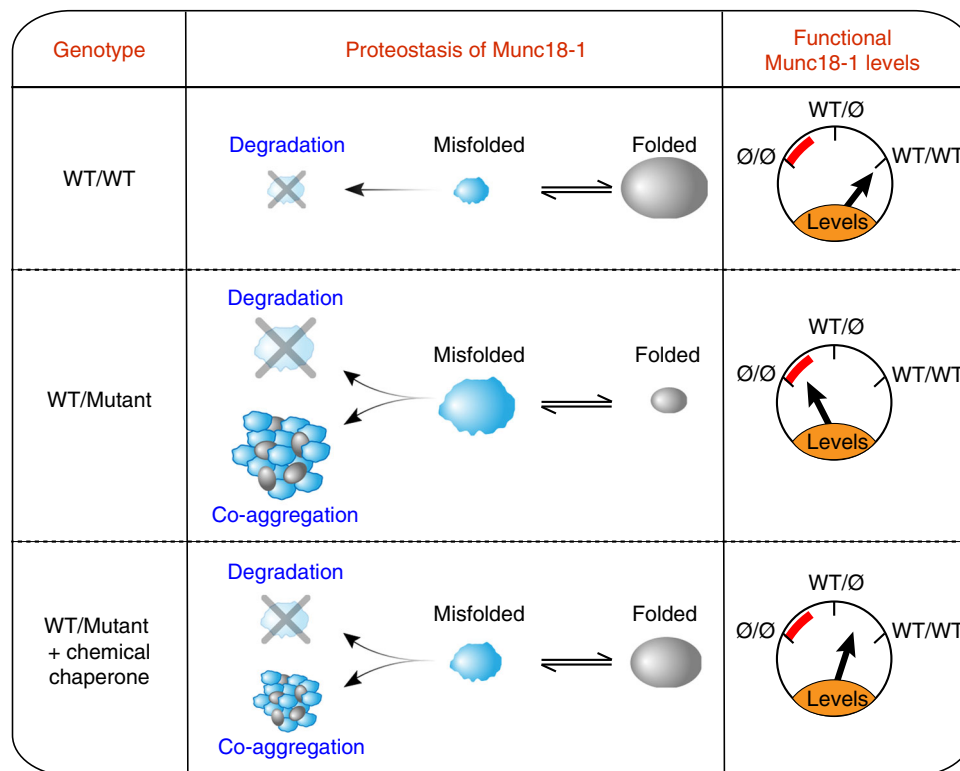 Genotype
Proteostasis of Munc18-1
Functional
Munc18-1 levels
WT/WT
Degradation
Misfolded
Folded
WT/Ø
Ø/Ø
WT/WT
Levels
WT/Mutant
Degradation
Misfolded
Folded
Co-aggregation
WT/Ø
Ø/Ø
WT/WT
Levels
WT/Mutant
+ chemical
chaperone
Degradation
Misfolded
Folded
Co-aggregation
WT/Ø
Ø/Ø
WT/WT
Levels